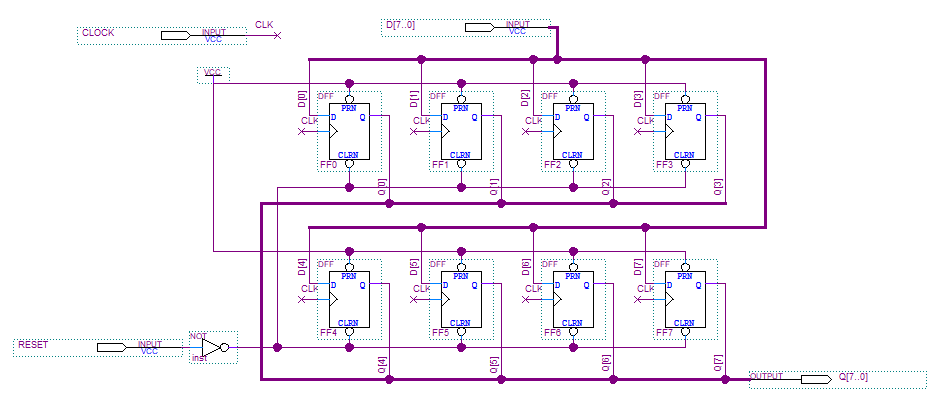 CLOCK INPUT VCC CLK
D[7..0] INPUT VCC
VCC
D[0] D[1] D[2] D[3]
DFF DFF DFF DFF
PRN PRN PRN PRN
D Q D Q D Q D Q
CLK CLK CLK CLK
CLRN CLRN CLRN CLRN
FF0 FF1 FF2 FF3
Q[0] Q[1] Q[2] Q[3]
D[4] D[5] D[6] D[7]
DFF DFF DFF DFF
PRN PRN PRN PRN
D Q D Q D Q D Q
CLK CLK CLK CLK
CLRN CLRN CLRN CLRN
FF4 FF5 FF6 FF7
RESET INPUT VCC
NOT
inst
Q[4] Q[5] Q[6] Q[7]
OUTPUT Q[7..0]